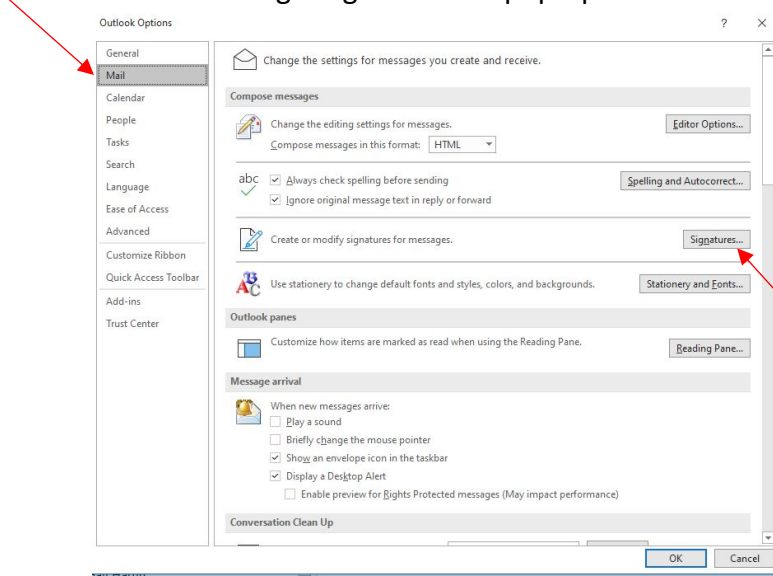 Outlook Options
?
General
Mail
Calendar
People
Tasks
Search
Language
Ease of Access
Advanced
Customize Ribbon
Quick Access Toolbar
Add-ins
Trust Center
Change the settings for messages you create and receive.
Compose messages
Change the editing settings for messages.
Editor Options...
Compose messages in this format: HTML
abc
Always check spelling before sending
Spelling and Autocorrect...
Ignore original message text in reply or forward
Create or modify signatures for messages.
Signatures...
Use stationery to change default fonts and styles, colors, and backgrounds.
Stationery and Fonts...
Outlook panes
Customize how items are marked as read when using the Reading Pane.
Reading Pane...
Message arrival
When new messages arrive:
Play a sound
Briefly change the mouse pointer
Show an envelope icon in the taskbar
Display a Desktop Alert
Enable preview for Rights Protected messages (May impact performance)
Conversation Clean Up
OK
Cancel